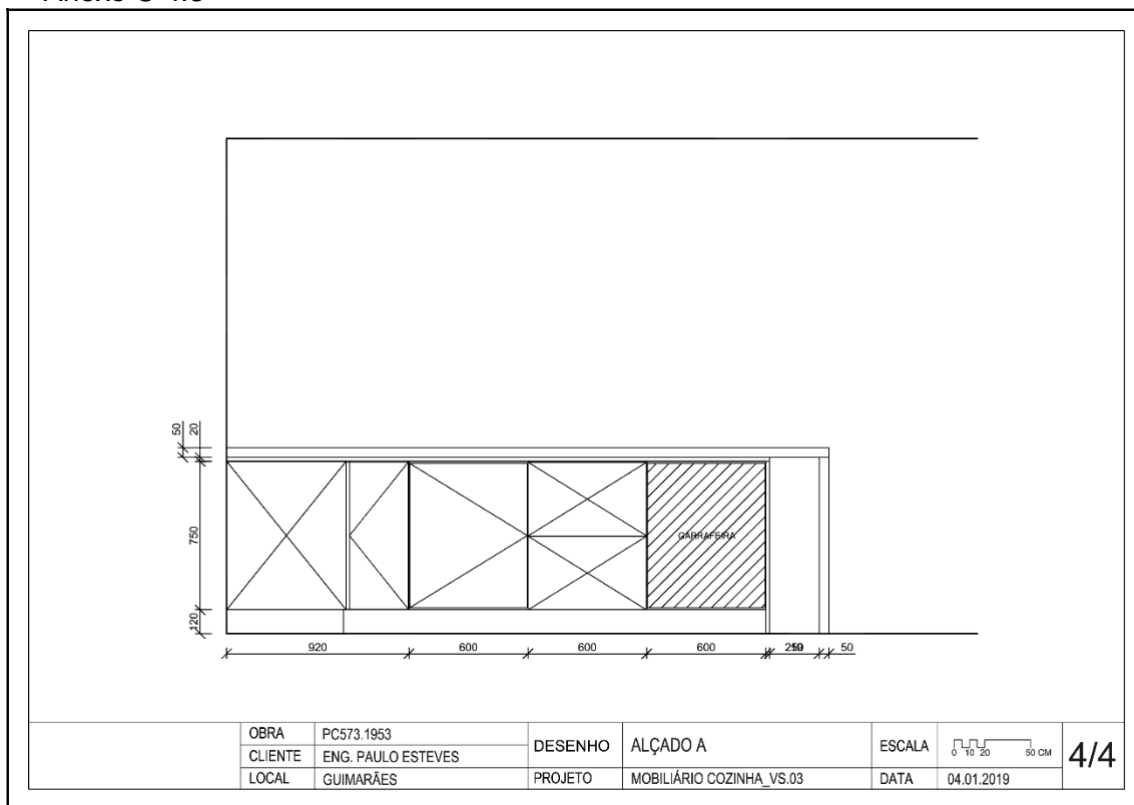 50
20
750
120
GARRAFEIRA
920
600
600
600
50
OBRA
PC573.1953
CLIENTE
ENG. PAULO ESTEVES
LOCAL
GUIMARÃES
DESENHO
ALÇADO A
PROJETO
MOBILIÁRIO COZINHA_VS.03
ESCALA
0 10 20 50 CM
DATA
04.01.2019
4/4